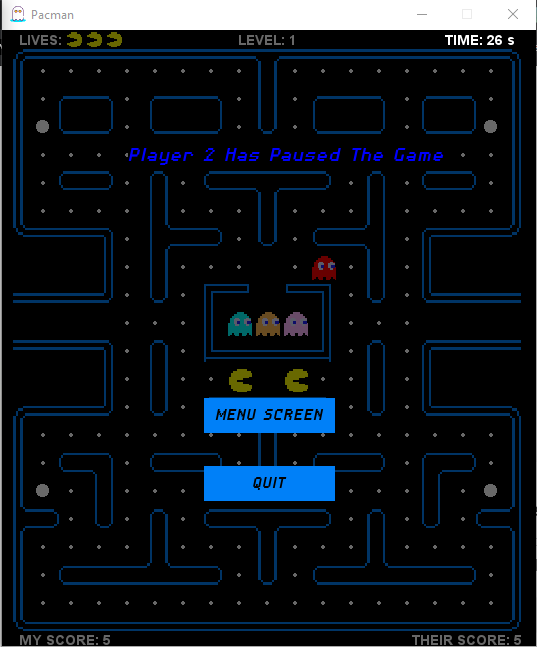 Pacman
LIVES: LEVEL: 1 TIME: 26 s
Player 2 Has Paused The Game
MENU SCREEN
QUIT
MY SCORE: 5 THEIR SCORE: 5